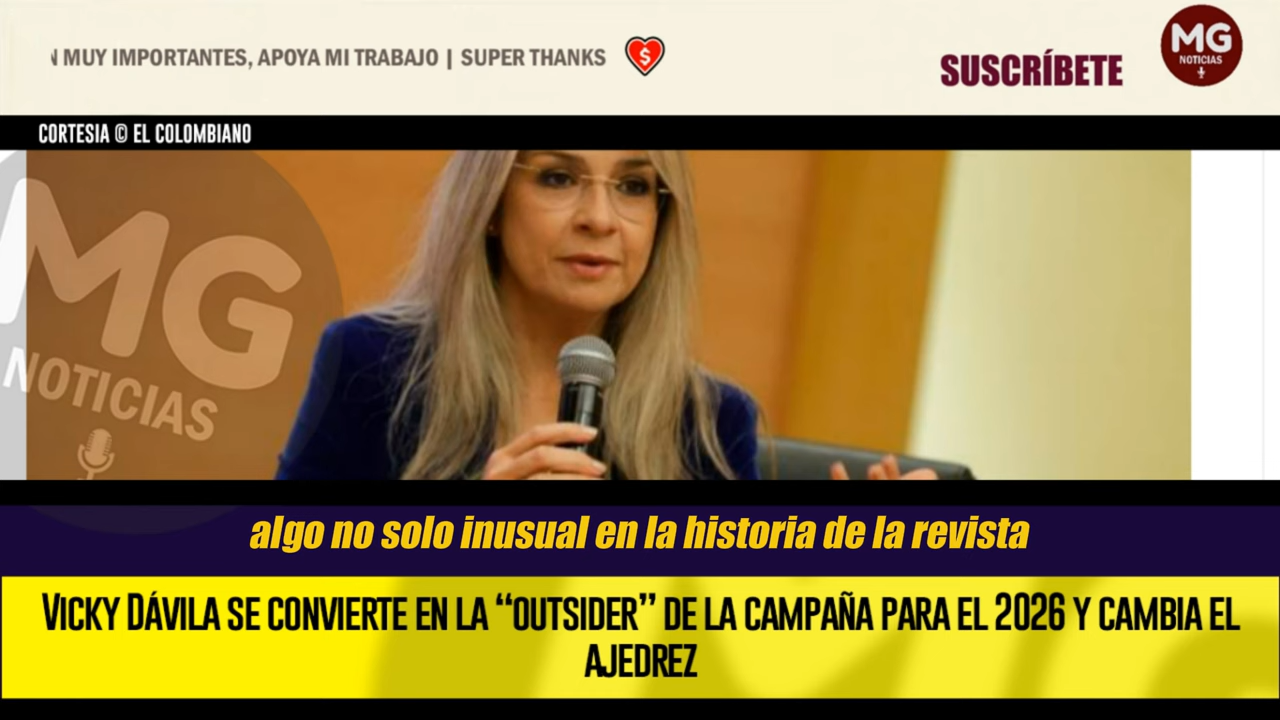 N MUY IMPORTANTES, APOYA MI TRABAJO | SUPER THANKS
$
SUSCRÍBETE
MG
NOTICIAS
CORTESIA © EL COLOMBIANO
MG
NOTICIAS
algo no solo inusual en la historia de la revista
VICKY DÁVILA SE CONVIERTE EN LA “OUTSIDER” DE LA CAMPAÑA PARA EL 2026 Y CAMBIA EL
AJEDREZ